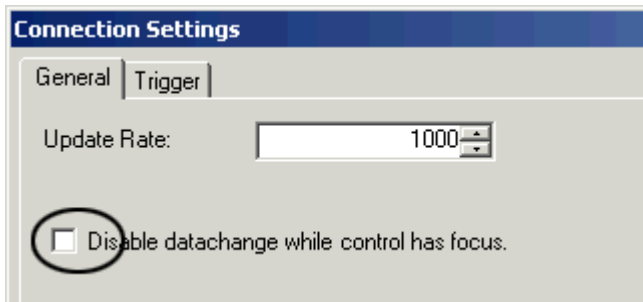 Connection Settings
General Trigger
Update Rate: 1000
Disable datachange while control has focus.